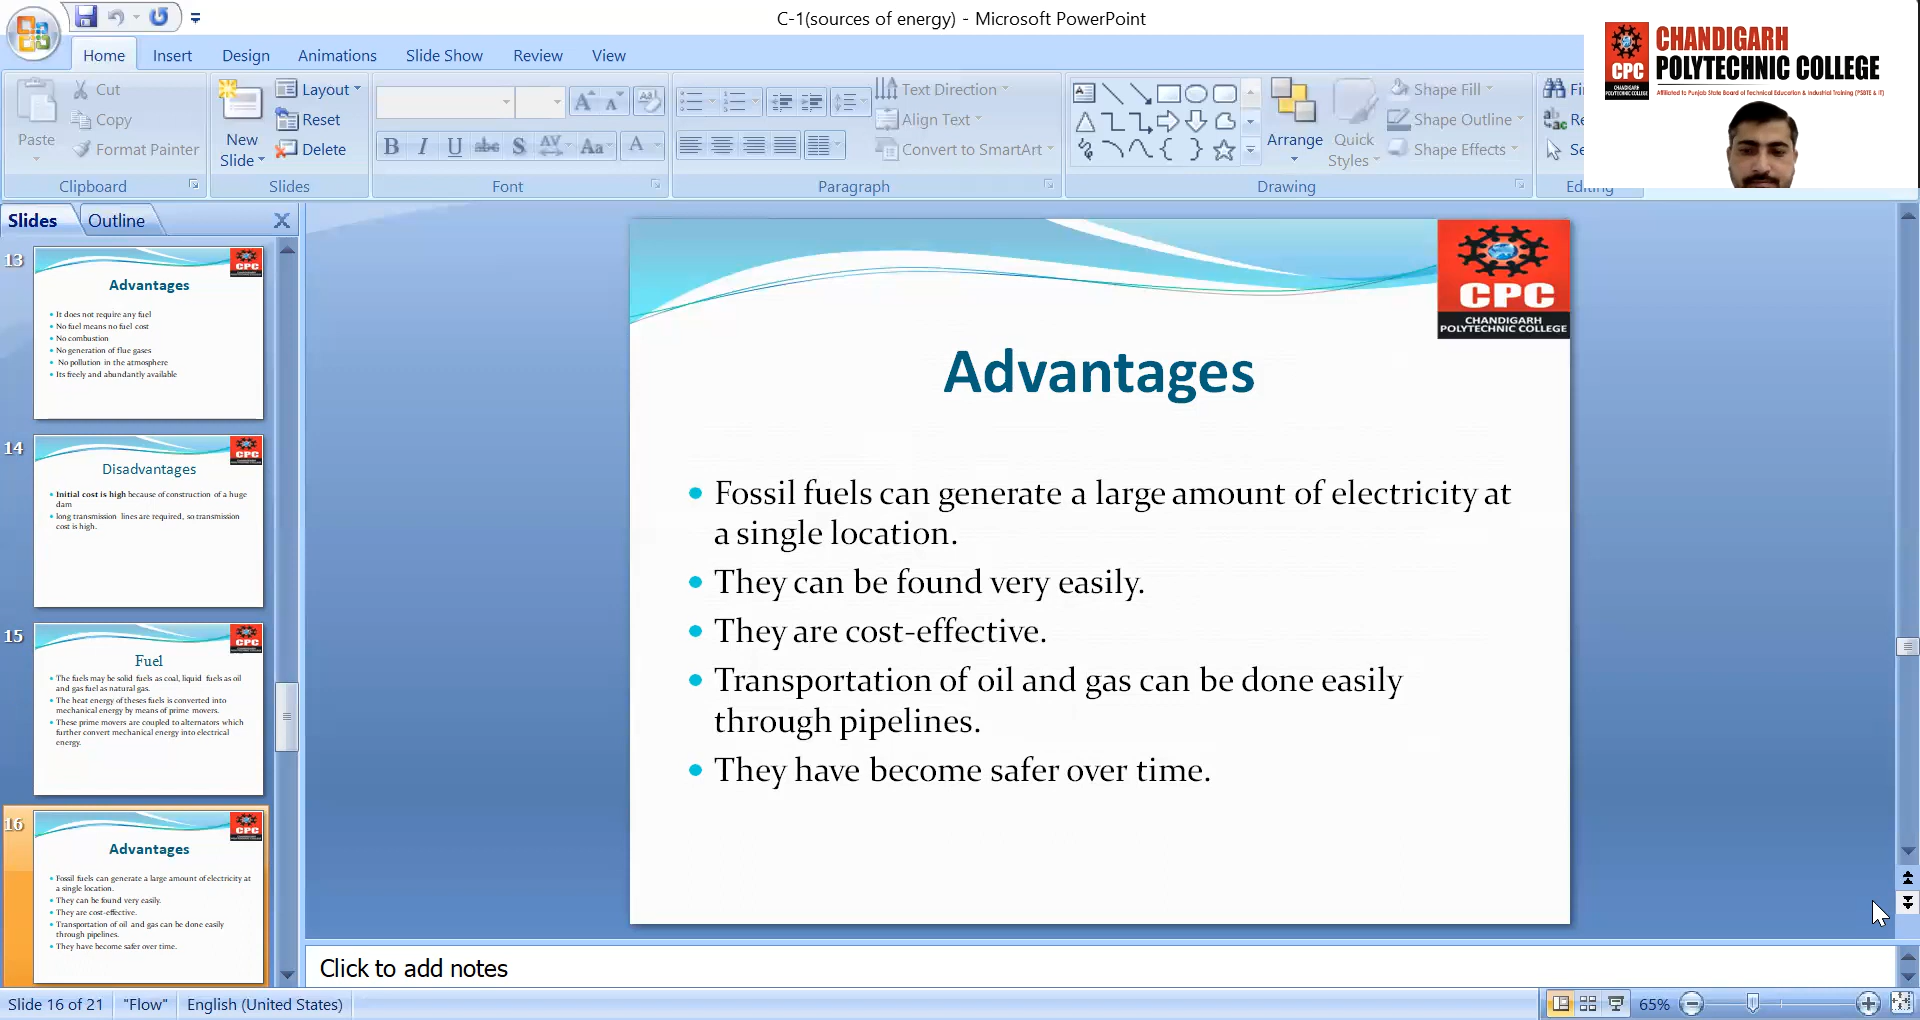 C-1(sources of energy) - Microsoft PowerPoint
Home Insert Design Animations Slide Show Review View
Paste
Cut
Copy
Format Painter
Clipboard
New
Slide
Layout
Reset
Delete
Slides
B I U abc S AV Aa A
Font
Text Direction
Align Text
Convert to SmartArt
Paragraph
Arrange
Quick
Styles
Shape Fill
Shape Outline
Shape Effects
Drawing
Editing
CPC
CHANDIGARH POLYTECHNIC COLLEGE
CHANDIGARH
POLYTECHNIC COLLEGE
Affiliated to Punjab State Board of Technical Education & Industrial Training (PSBTE & IT)
Slides Outline
13
CPC
Advantages
It does not require any fuel
No fuel means no fuel cost
No combustion
No generation of flue gases
No pollution in the atmosphere
Its freely and abundantly available
14
CPC
Disadvantages
Initial cost is high because of construction of a huge
dam
long transmission lines are required, so transmission
cost is high.
15
CPC
Fuel
The fuels may be solid fuels as coal, liquid fuels as oil
and gas fuel as natural gas.
The heat energy of theses fuels is converted into
mechanical energy by means of prime movers.
These prime movers are coupled to alternators which
further convert mechanical energy into electrical
energy.
16
CPC
Advantages
Fossil fuels can generate a large amount of electricity at
a single location.
They can be found very easily.
They are cost-effective.
Transportation of oil and gas can be done easily
through pipelines.
They have become safer over time.
CPC
CHANDIGARH
POLYTECHNIC COLLEGE
Advantages
Fossil fuels can generate a large amount of electricity at
a single location.
They can be found very easily.
They are cost-effective.
Transportation of oil and gas can be done easily
through pipelines.
They have become safer over time.
Click to add notes
Slide 16 of 21 "Flow" English (United States) 65%